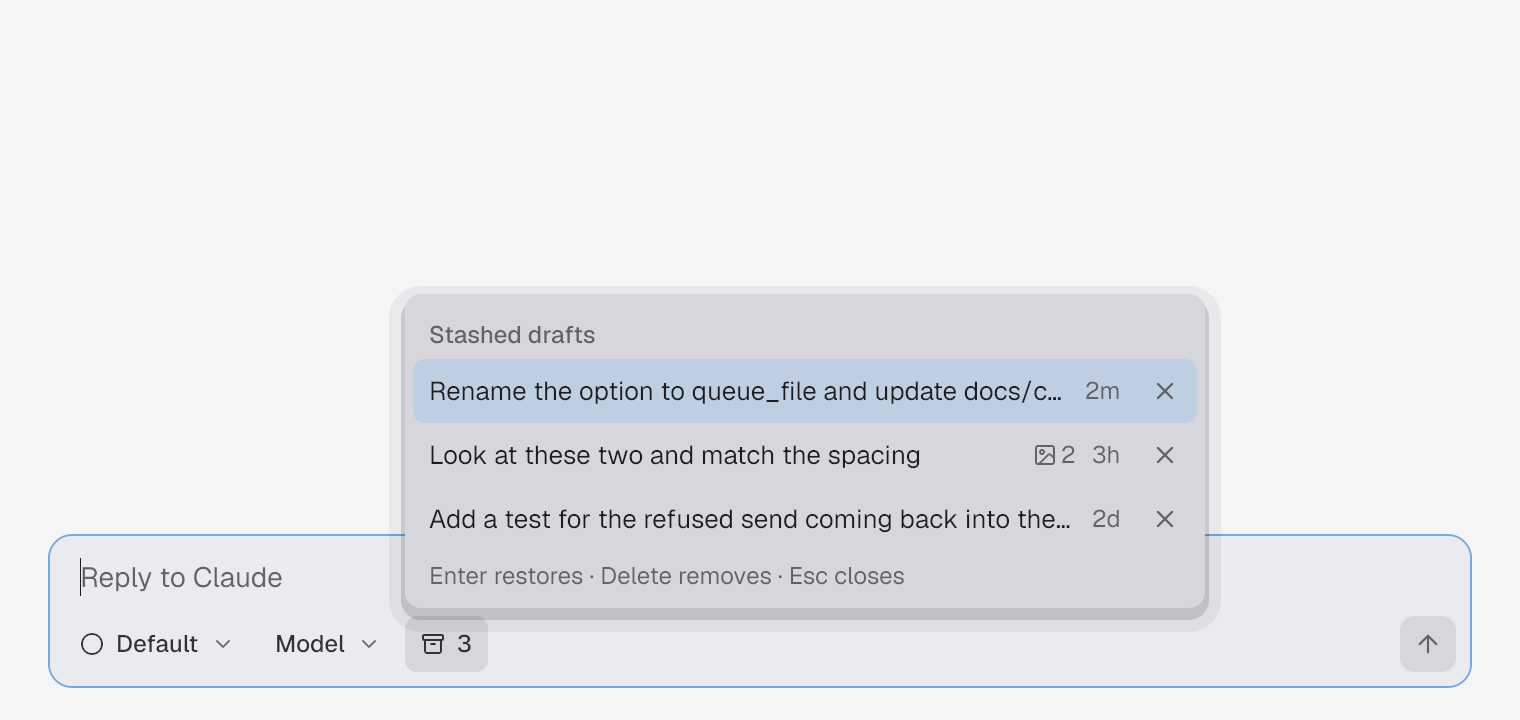 Stashed drafts
Rename the option to queue_file and update docs/c... 2m
Look at these two and match the spacing 2 3h
Add a test for the refused send coming back into the... 2d
Enter restores · Delete removes · Esc closes
Reply to Claude
Default Model 3